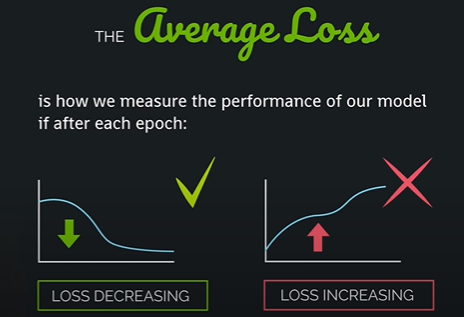 THE Average Loss
is how we measure the performance of our model
if after each epoch:
LOSS DECREASING
LOSS INCREASING